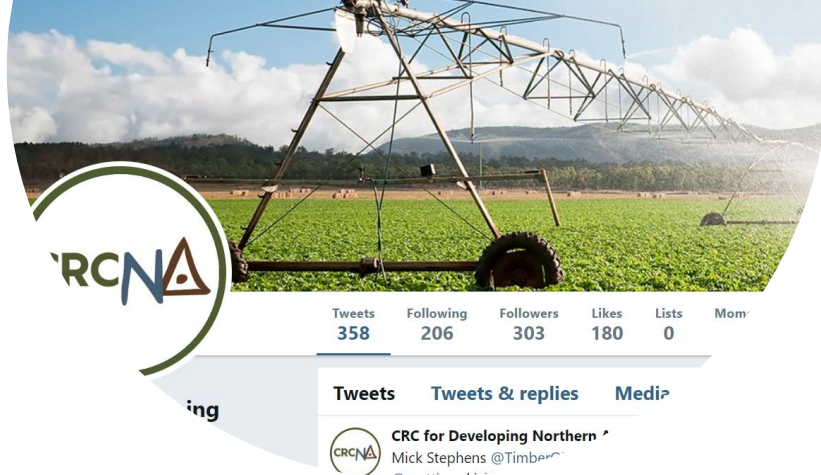 CRCNA
Tweets Following Followers Likes Lists
358 206 303 180 0
Tweets Tweets & replies Media
CRC for Developing Northern
CRCNA
Mick Stephens